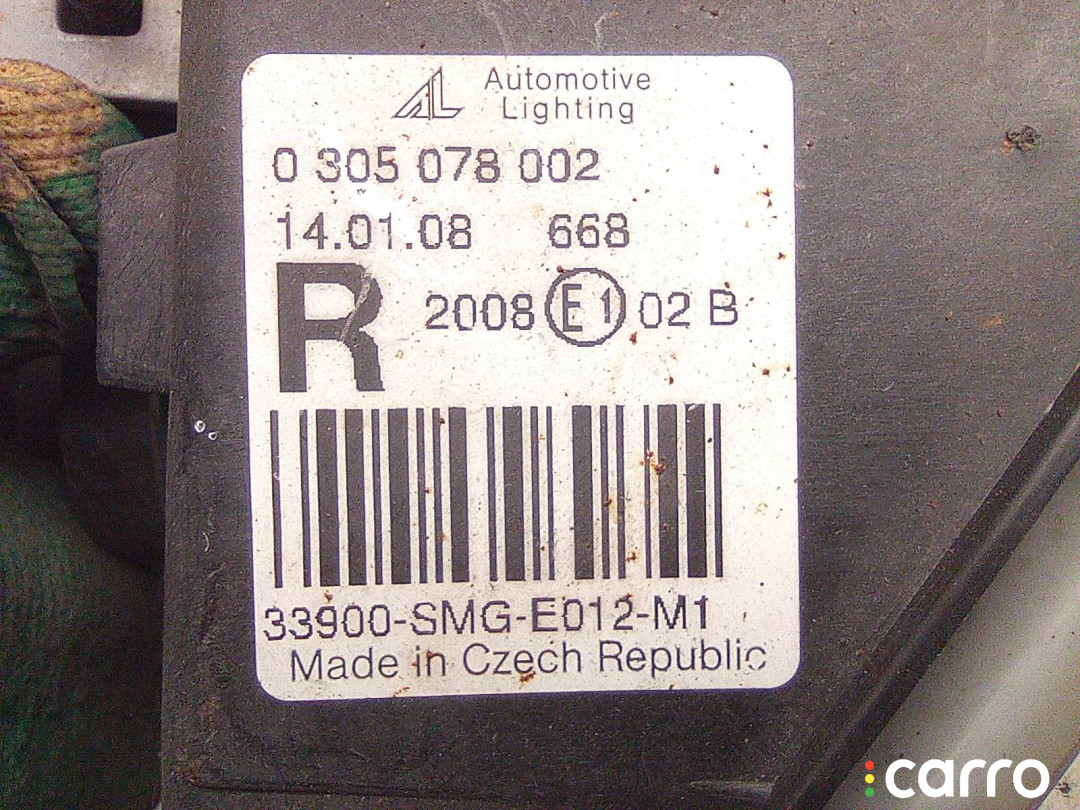 AL Automotive
Lighting
0 305 078 002
14.01.08 668
R 2008 E1 02 B
33900-SMG-E012-M1
Made in Czech Republic
carro